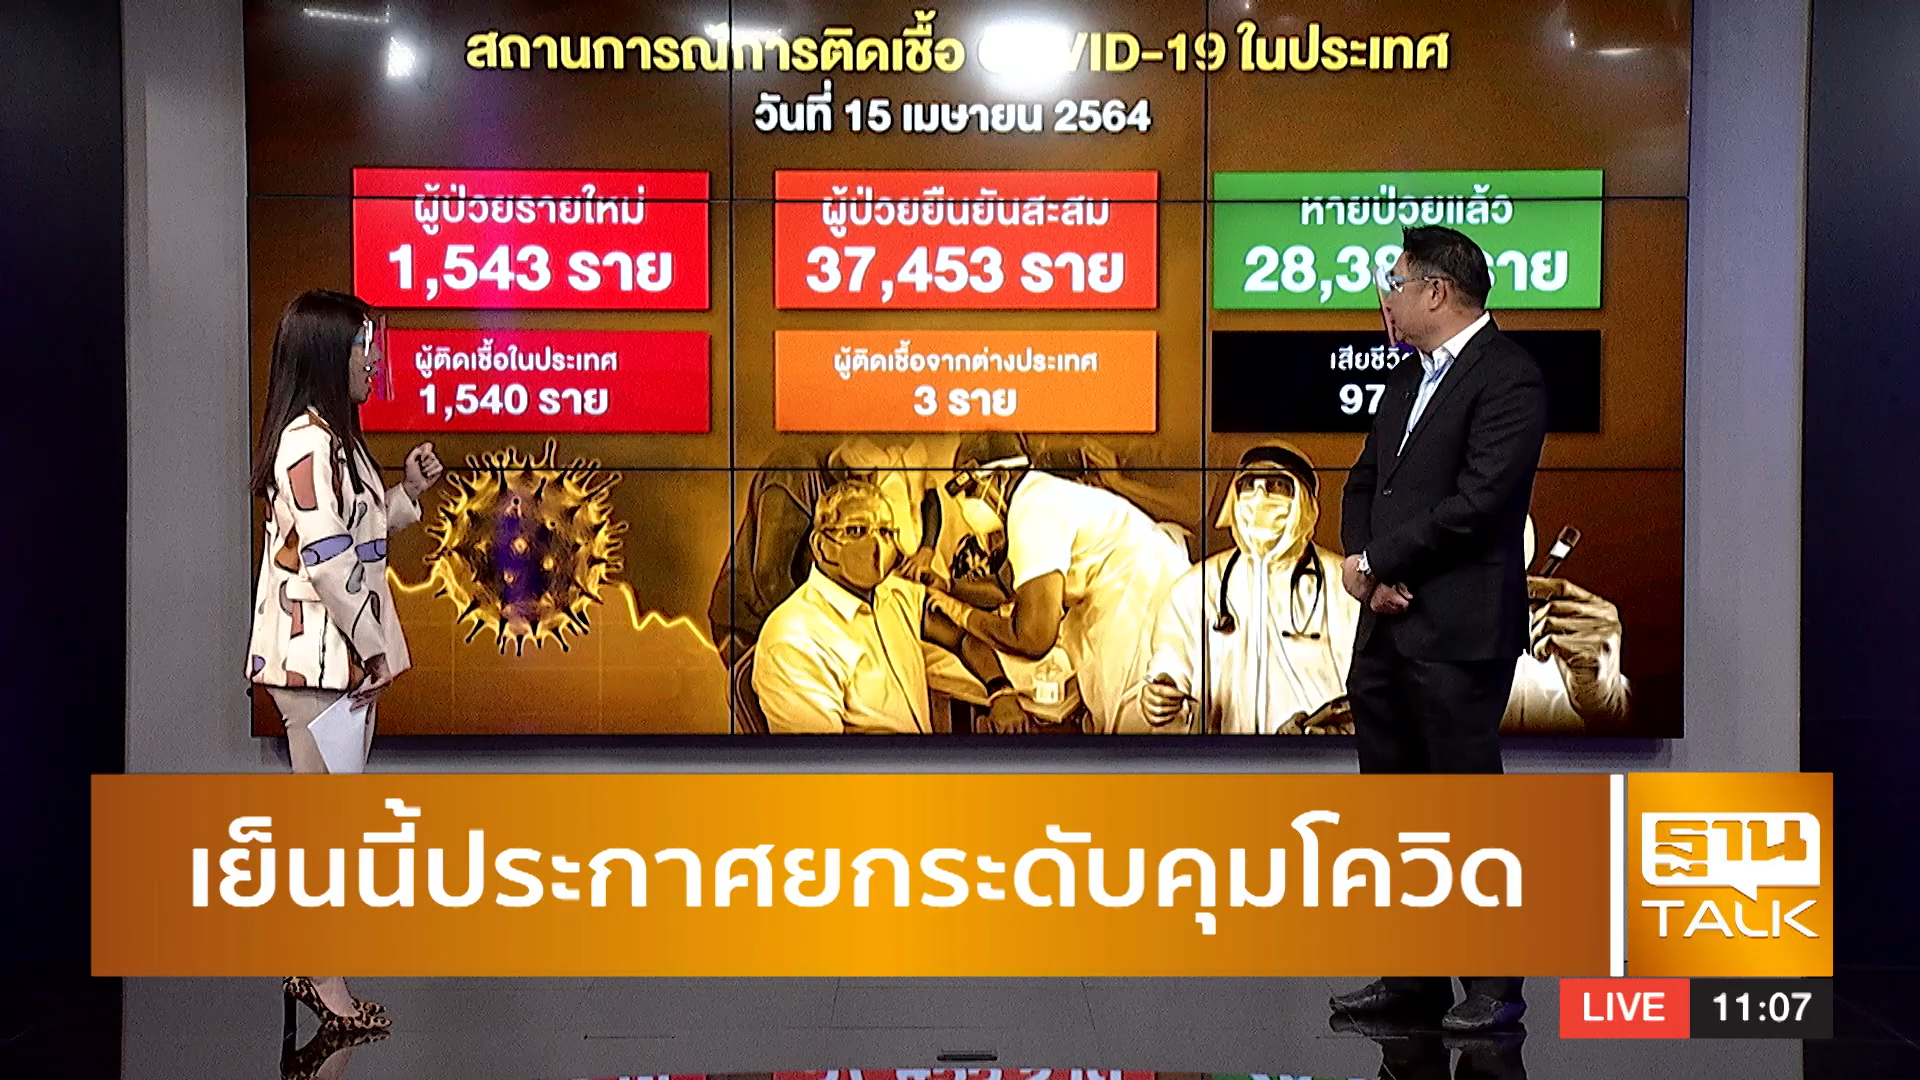 สถานการณ์การติดเชื้อ VID-19 ในประเทศ
วันที่ 15 เมษายน 2564
ผู้ป่วยรายใหม่
1,543 ราย
ผู้ป่วยยืนยันสะสม
37,453 ราย
หายป่วยแล้ว
ราย
ผู้ติดเชื้อในประเทศ
1,540 ราย
ผู้ติดเชื้อจากต่างประเทศ
3 ราย
97
เย็นนี้ประกาศยกระดับคุมโควิด
ฐาน
TALK
LIVE 11:07